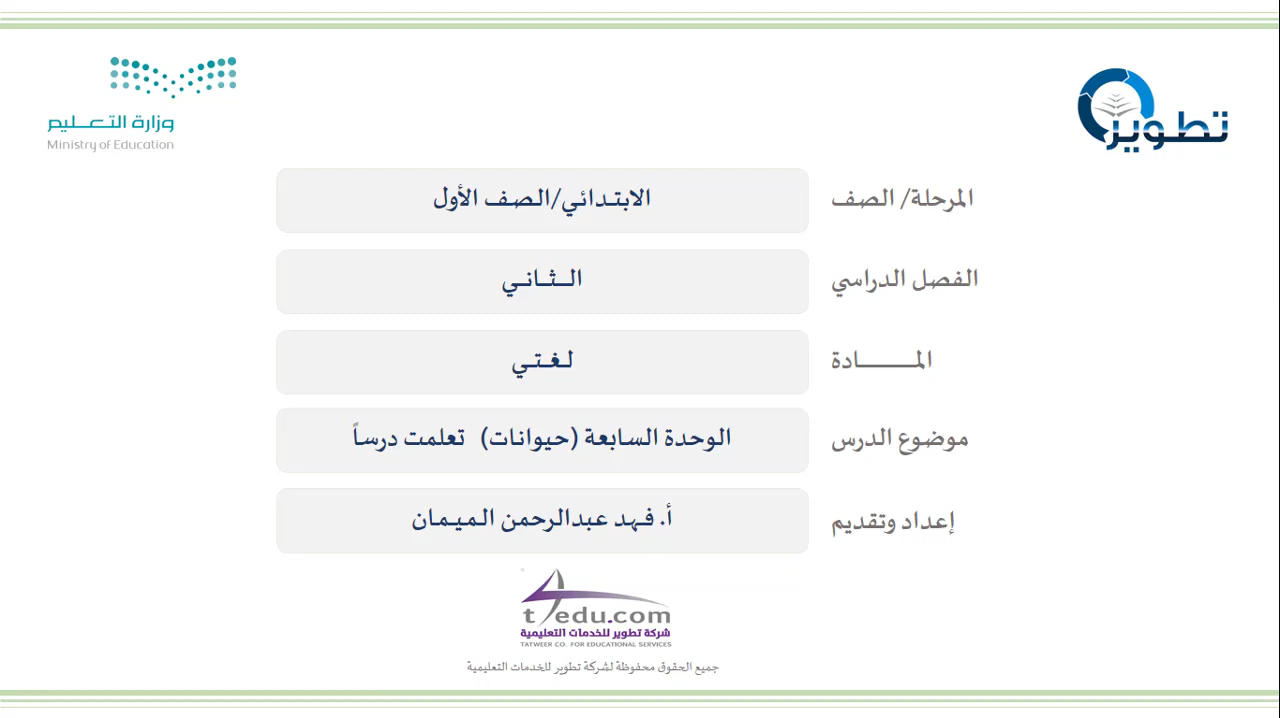 وزارة التعليم
Ministry of Education
تطوير
المرحلة/ الصف
الابتدائي/الصف الأول
الفصل الدراسي
الثاني
المادة
لغتي
موضوع الدرس
الوحدة السابعة (حيوانات) تعلمت درساً
إعداد وتقديم
أ. فهد عبدالرحمن الميمان
t4edu.com
شركة تطوير للخدمات التعليمية
TATWEER CO. FOR EDUCATIONAL SERVICES
جميع الحقوق محفوظة لشركة تطوير للخدمات التعليمية